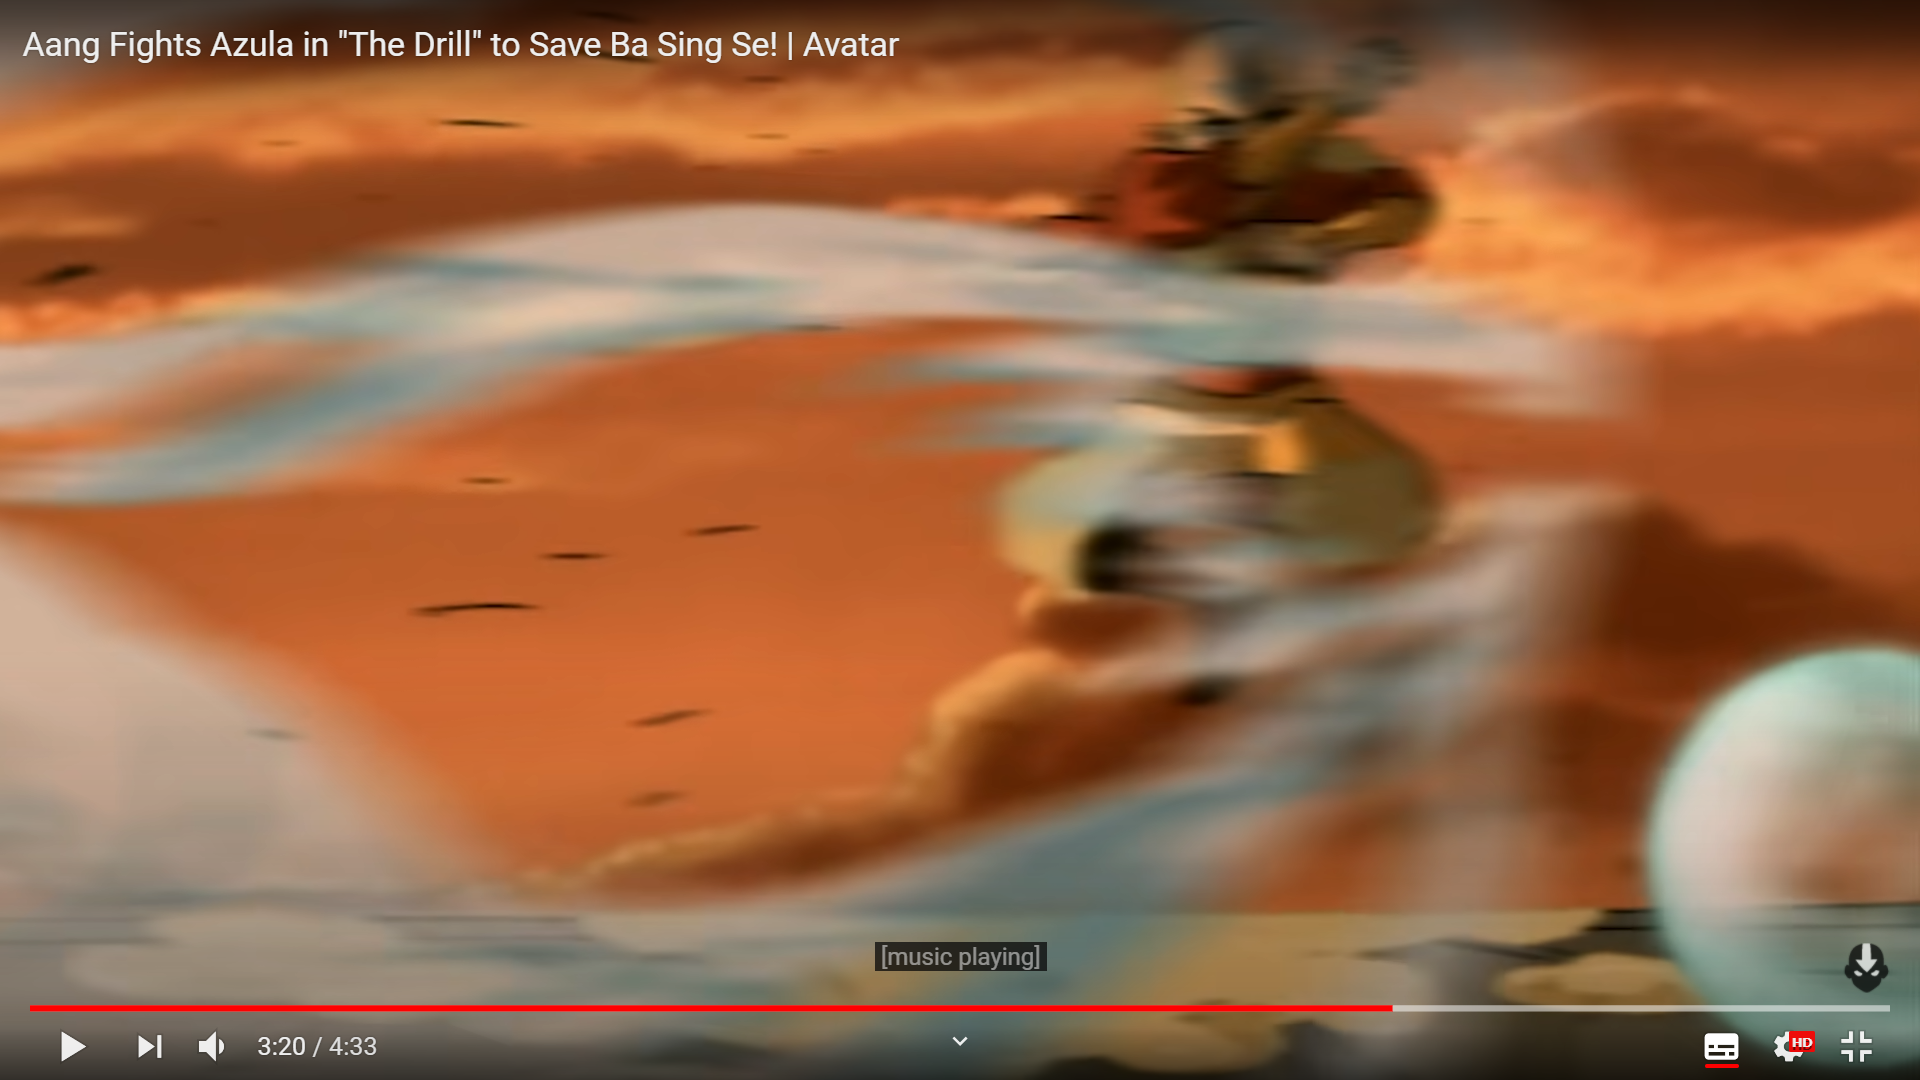 Aang Fights Azula in "The Drill" to Save Ba Sing Se! | Avatar
[music playing]
3:20 / 4:33
HD